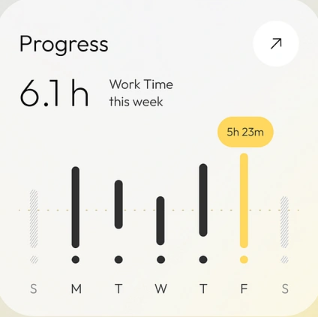 Progress
6.1 h
Work Time
this week
5h 23m
S M T W T F S